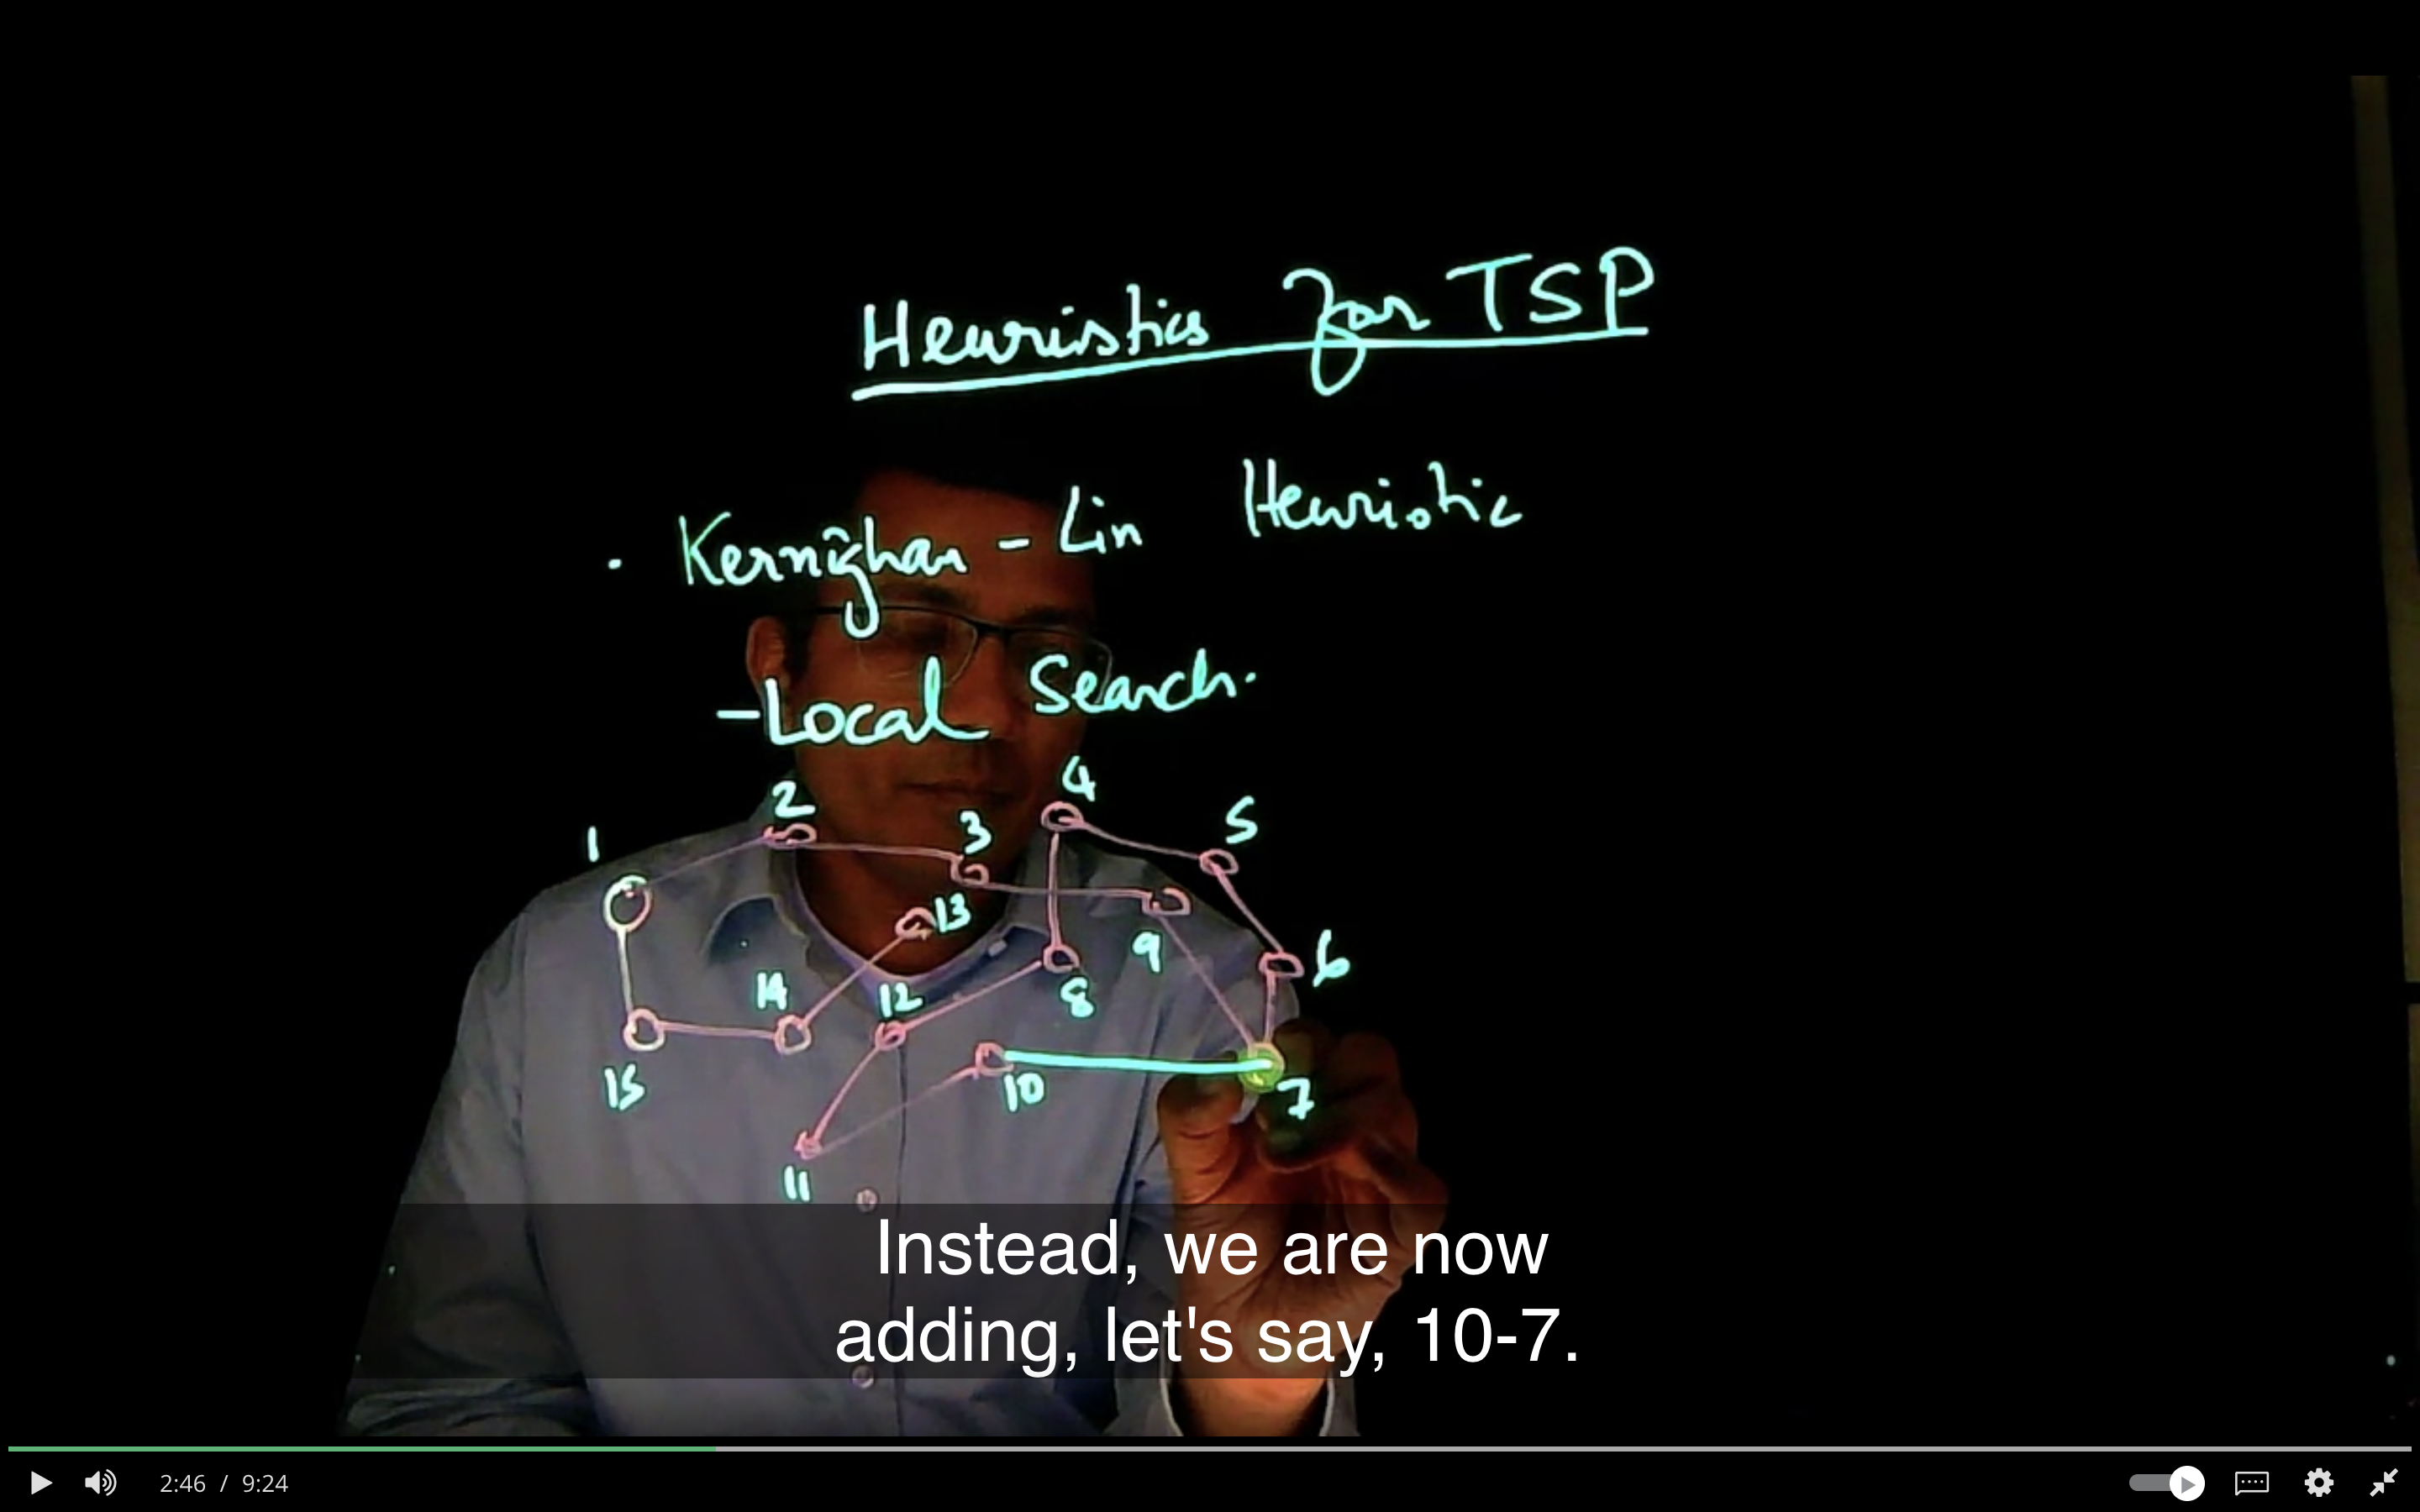 Heuristics for TSP
· Kernighan - Lin Heuristic
- Local Search.
4
2
5
3
1
13
9
6
14
12
8
15
10
7
11
Instead, we are now
adding, let's say, 10-7.
2:46 / 9:24